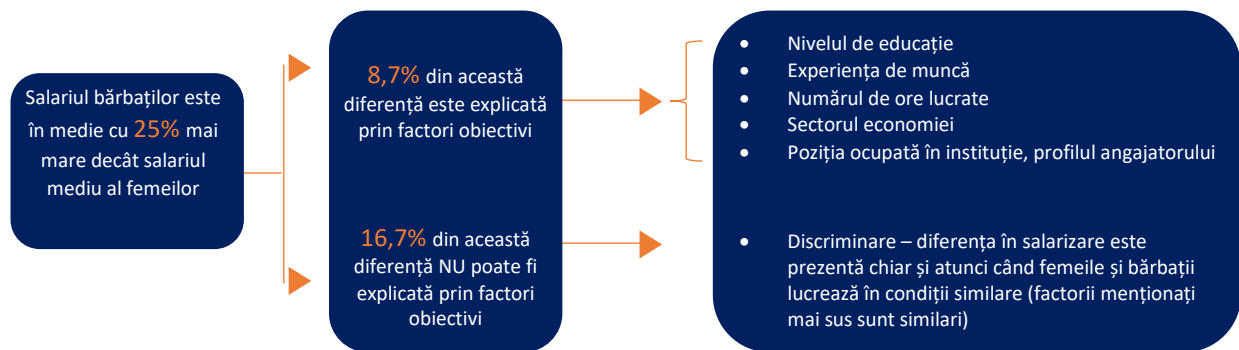 Salariul bărbaților este
în medie cu 25% mai
mare decât salariul
mediu al femeilor
8,7% din această
diferență este explicată
prin factori obiectivi
16,7% din această
diferență NU poate fi
explicată prin factori
obiectivi
• Nivelul de educație
• Experiența de muncă
• Numărul de ore lucrate
• Sectorul economiei
• Poziția ocupată în instituție, profilul angajatorului
• Discriminare – diferența în salarizare este
prezentă chiar și atunci când femeile și bărbații
lucrează în condiții similare (factorii menționați
mai sus sunt similari)